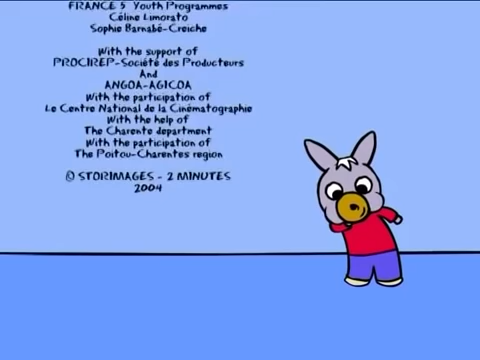 FRANCE 5 Youth Programmes
Céline Limorato
Sophie Barnabé-Creiche
With the support of
PROCIREP-Société des Producteurs
And
ANGOA-AGICOA
With the participation of
Le Centre National de la Cinématographie
With the help of
The Charente department
With the participation of
The Poitou-Charentes region
© STORIMAGES - 2 MINUTES
2004